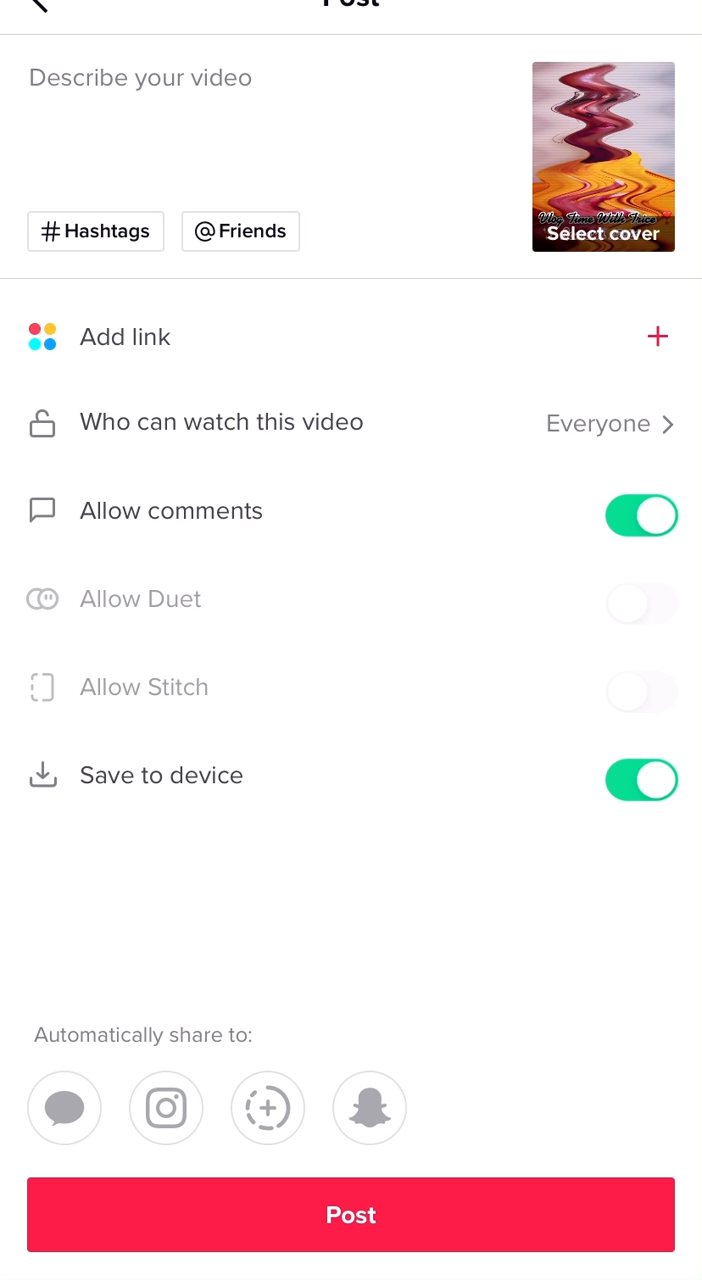 Post
Describe your video
#Hashtags
@Friends
Vlog Time With Trice
Select cover
Add link
Who can watch this video
Everyone
Allow comments
Allow Duet
Allow Stitch
Save to device
Automatically share to:
Post